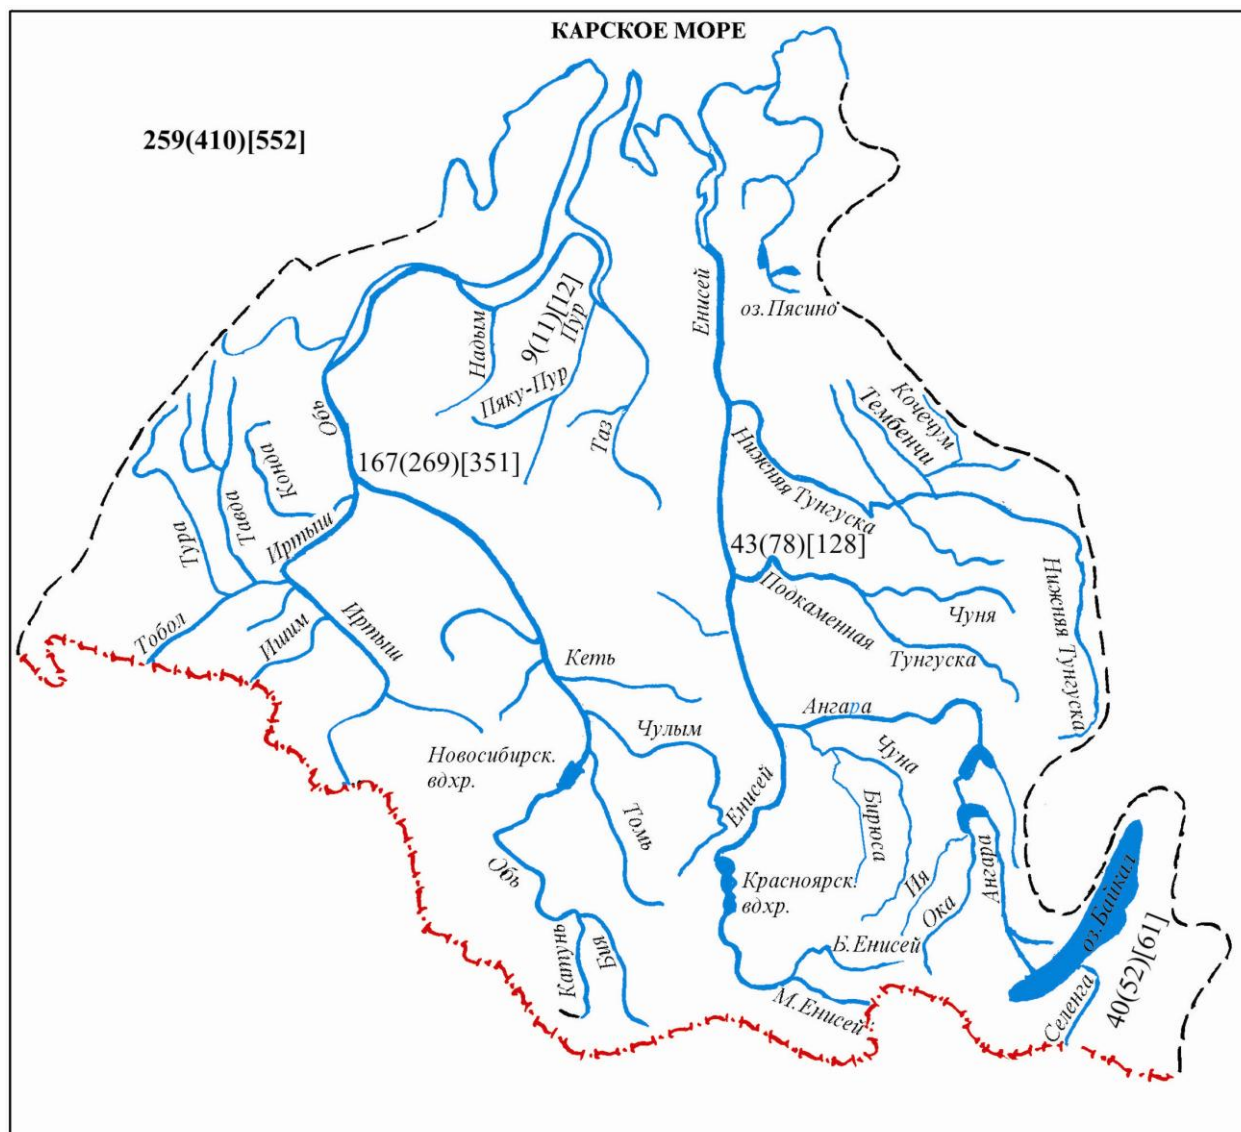 КАРСКОЕ МОРЕ
259(410)[552]
Енисей
оз.Пясино
Надым
9(11)[12]
Пур
Пяку-Пур
Таз
Обь
Кочечум
Тембенчи
Нижняя Тунгуска
Конда
167(269)[351]
Тавда
Тура
Иртыш
43(78)[128]
Подкаменная
Чуня
Тунгуска
Нижняя Тунгуска
Тобол
Ишим
Иртыш
Кеть
Ангара
Чулым
Чуна
Новосибирск.
вдхр.
Енисей
Бирюса
Томь
Ангара
Обь
Красноярск.
вдхр.
Ия
Ока
оз.Байкал
Катунь
Бия
Б.Енисей
М.Енисей
Селенга
40(52)[61]